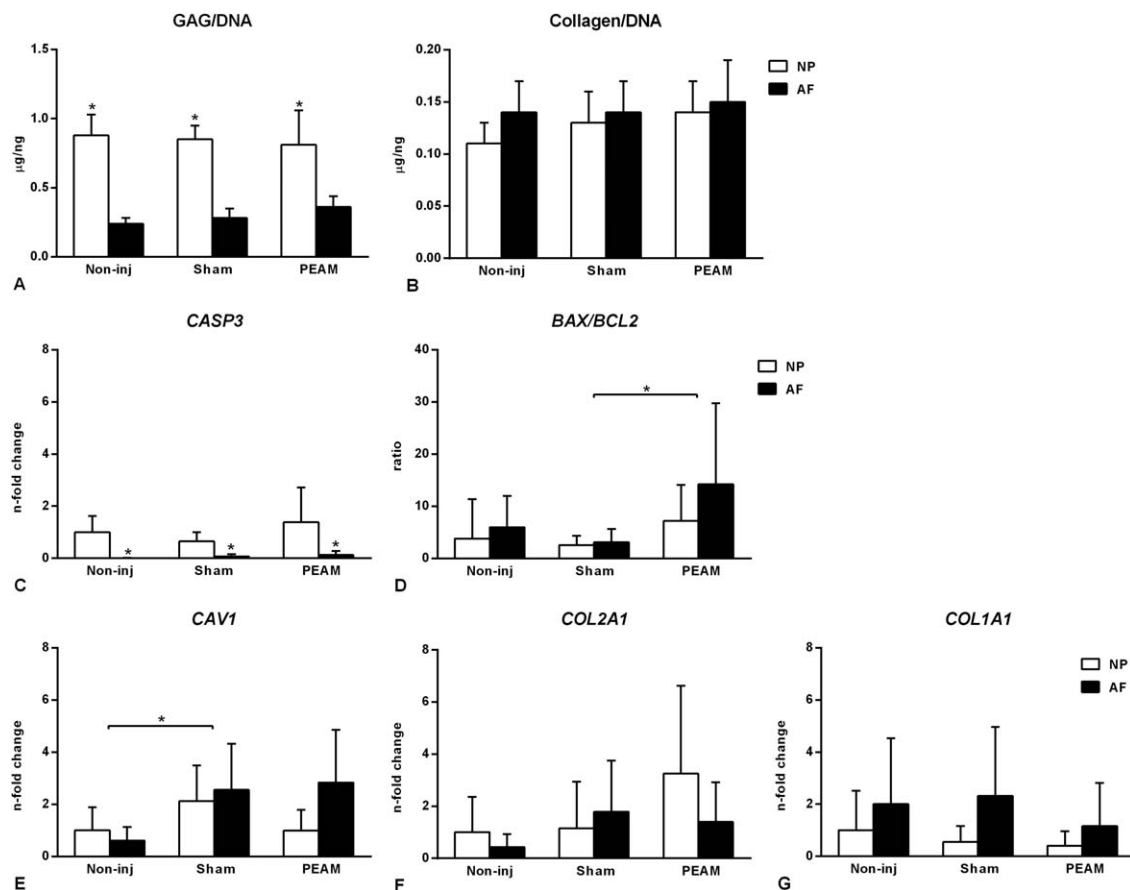 GAG/DNA
1.5
1.0
0.5
0.0
µg/ng
*
*
*
Non-inj Sham PEAM
A
Collagen/DNA
0.20
0.15
0.10
0.05
0.00
µg/ng
Non-inj Sham PEAM
B
NP
AF
CASP3
8
6
4
2
0
n-fold change
*
*
*
Non-inj Sham PEAM
C
BAX/BCL2
40
30
20
10
0
ratio
*
Non-inj Sham PEAM
D
NP
AF
CAV1
8
6
4
2
0
n-fold change
*
Non-inj Sham PEAM
E
COL2A1
8
6
4
2
0
n-fold change
Non-inj Sham PEAM
F
COL1A1
8
6
4
2
0
n-fold change
Non-inj Sham PEAM
G
NP
AF